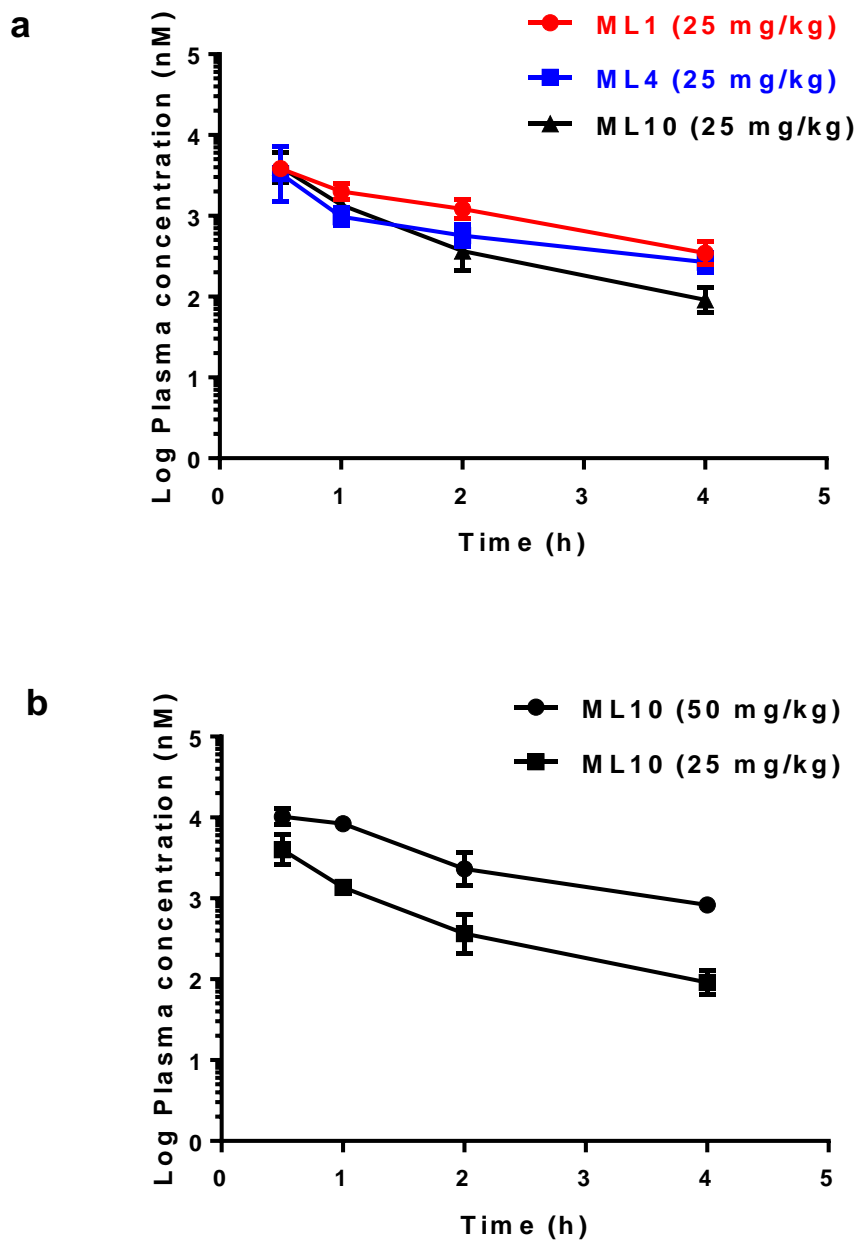 a
ML1 (25 mg/kg)
ML4 (25 mg/kg)
ML10 (25 mg/kg)
Log Plasma concentration (nM)
5
4
3
2
1
0
0 1 2 3 4 5
Time (h)
b
ML10 (50 mg/kg)
ML10 (25 mg/kg)
Log Plasma concentration (nM)
5
4
3
2
1
0
0 1 2 3 4 5
Time (h)